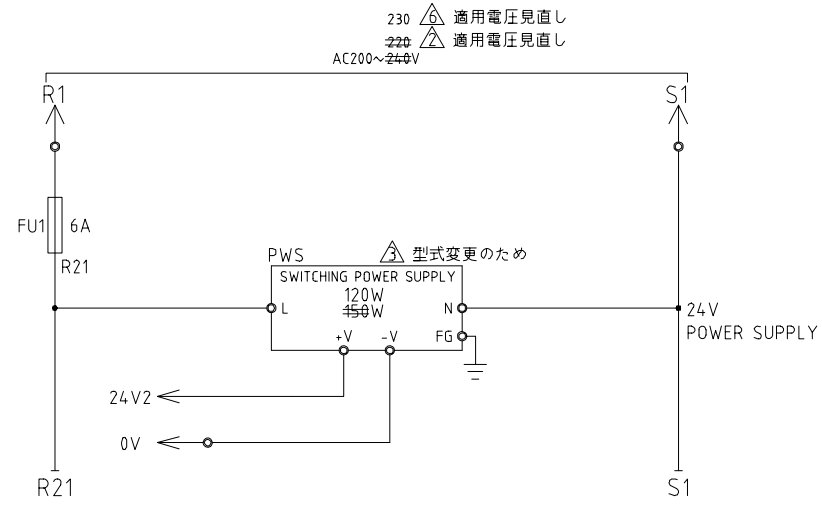 230 6 適用電圧見直し
220 2 適用電圧見直し
AC200～240V
R1 S1
FU1 6A
R21
PWS 3 型式変更のため
SWITCHING POWER SUPPLY
120W
150W
L N
+V -V FG
24V
POWER SUPPLY
24V2
0V
R21 S1